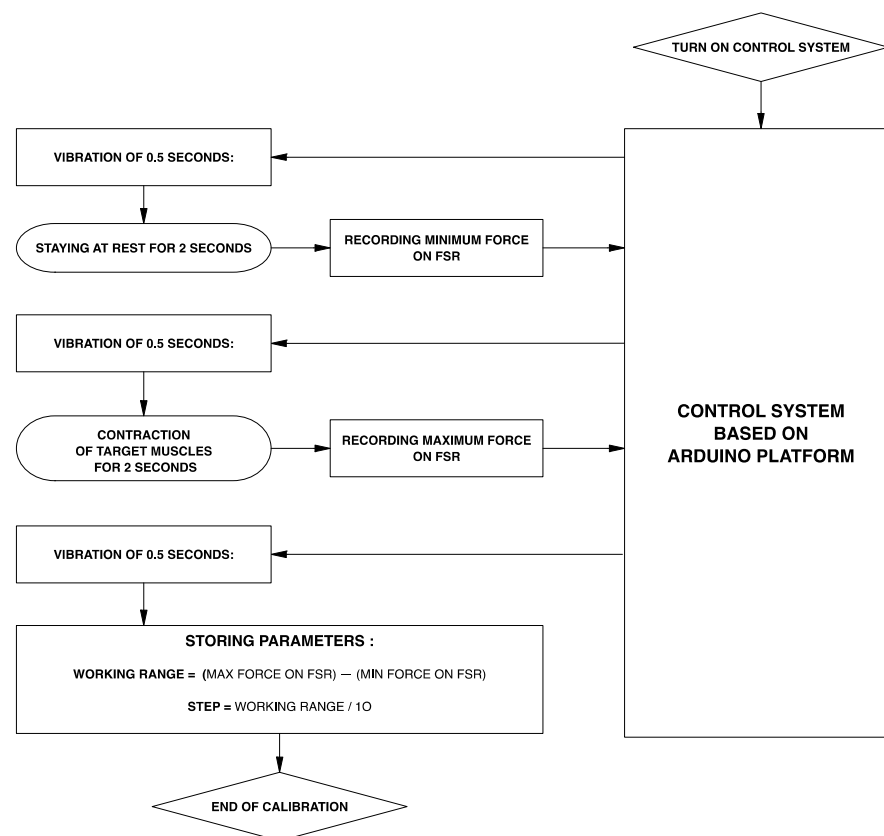 TURN ON CONTROL SYSTEM
VIBRATION OF 0.5 SECONDS:
STAYING AT REST FOR 2 SECONDS
RECORDING MINIMUM FORCE
ON FSR
VIBRATION OF 0.5 SECONDS:
CONTRACTION
OF TARGET MUSCLES
FOR 2 SECONDS
RECORDING MAXIMUM FORCE
ON FSR
CONTROL SYSTEM
BASED ON
ARDUINO PLATFORM
VIBRATION OF 0.5 SECONDS:
STORING PARAMETERS :
WORKING RANGE = (MAX FORCE ON FSR) — (MIN FORCE ON FSR)
STEP = WORKING RANGE / 1O
END OF CALIBRATION